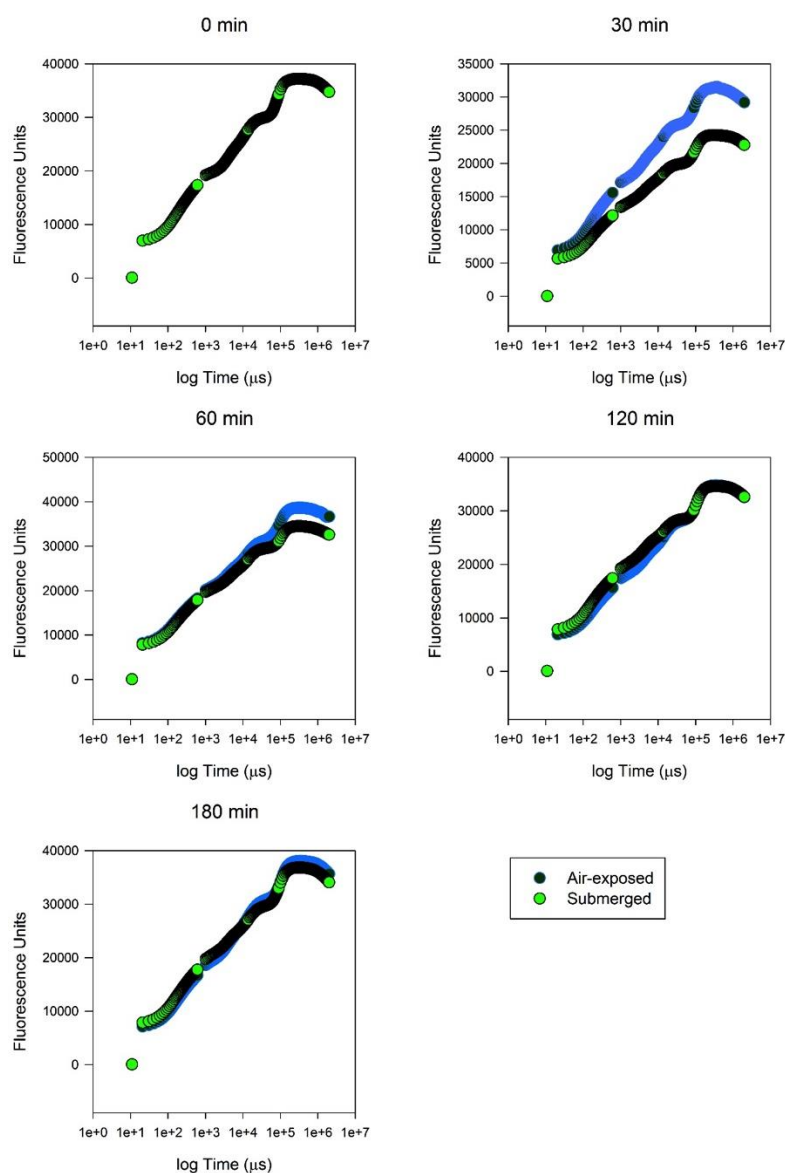 0 min
40000
30000
20000
10000
0
Fluorescence Units
1e+0 1e+1 1e+2 1e+3 1e+4 1e+5 1e+6 1e+7
log Time (μs)
30 min
35000
30000
25000
20000
15000
10000
5000
0
Fluorescence Units
1e+0 1e+1 1e+2 1e+3 1e+4 1e+5 1e+6 1e+7
log Time (μs)
60 min
50000
40000
30000
20000
10000
0
Fluorescence Units
1e+0 1e+1 1e+2 1e+3 1e+4 1e+5 1e+6 1e+7
log Time (μs)
120 min
40000
30000
20000
10000
0
Fluorescence Units
1e+0 1e+1 1e+2 1e+3 1e+4 1e+5 1e+6 1e+7
log Time (μs)
180 min
40000
30000
20000
10000
0
Fluorescence Units
1e+0 1e+1 1e+2 1e+3 1e+4 1e+5 1e+6 1e+7
log Time (μs)
Air-exposed
Submerged